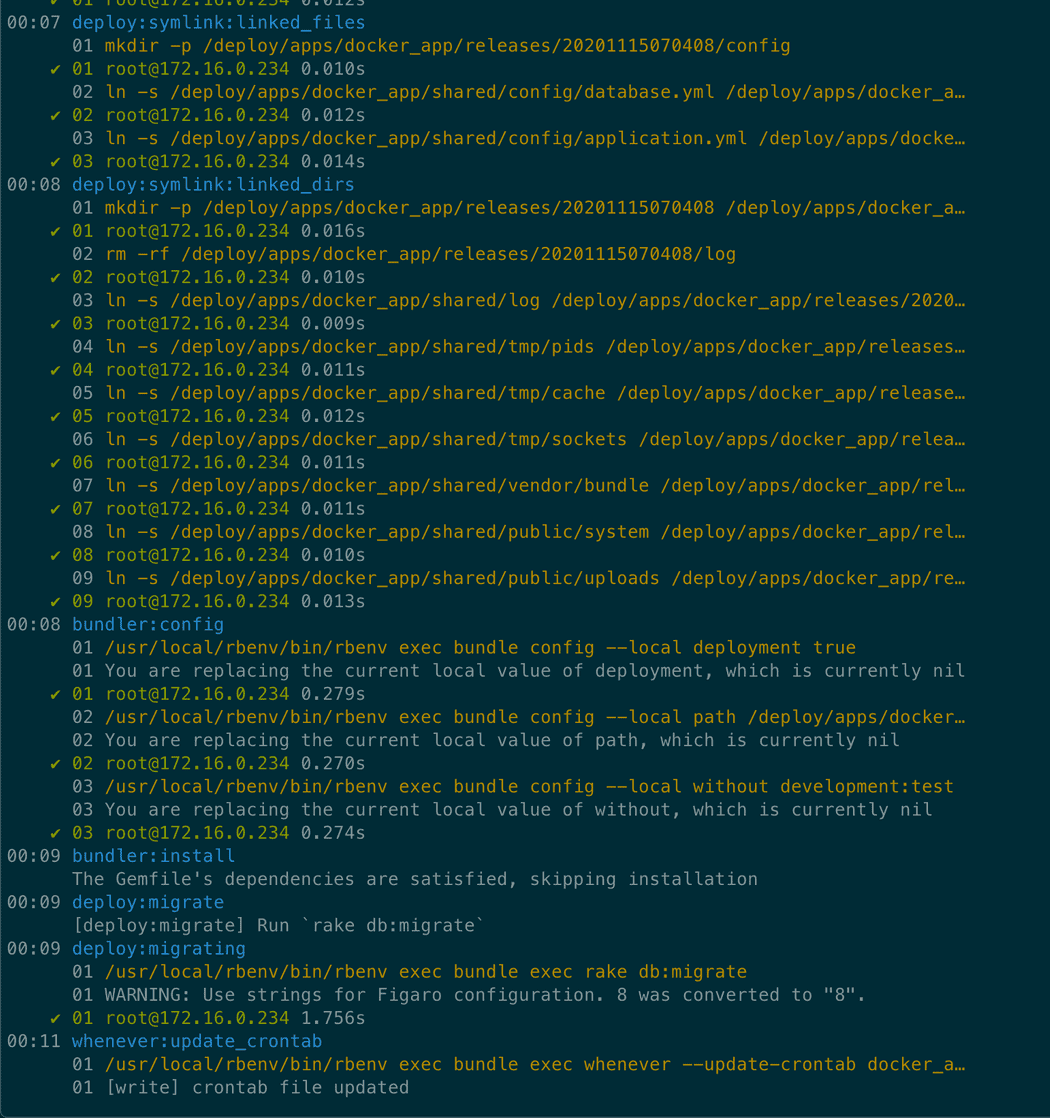 ✔ 01 root@172.16.0.234 0.012s
00:07 deploy:symlink:linked_files
01 mkdir -p /deploy/apps/docker_app/releases/20201115070408/config
✔ 01 root@172.16.0.234 0.010s
02 ln -s /deploy/apps/docker_app/shared/config/database.yml /deploy/apps/docker_a…
✔ 02 root@172.16.0.234 0.012s
03 ln -s /deploy/apps/docker_app/shared/config/application.yml /deploy/apps/docke…
✔ 03 root@172.16.0.234 0.014s
00:08 deploy:symlink:linked_dirs
01 mkdir -p /deploy/apps/docker_app/releases/20201115070408 /deploy/apps/docker_a…
✔ 01 root@172.16.0.234 0.016s
02 rm -rf /deploy/apps/docker_app/releases/20201115070408/log
✔ 02 root@172.16.0.234 0.010s
03 ln -s /deploy/apps/docker_app/shared/log /deploy/apps/docker_app/releases/2020…
✔ 03 root@172.16.0.234 0.009s
04 ln -s /deploy/apps/docker_app/shared/tmp/pids /deploy/apps/docker_app/releases…
✔ 04 root@172.16.0.234 0.011s
05 ln -s /deploy/apps/docker_app/shared/tmp/cache /deploy/apps/docker_app/release…
✔ 05 root@172.16.0.234 0.012s
06 ln -s /deploy/apps/docker_app/shared/tmp/sockets /deploy/apps/docker_app/relea…
✔ 06 root@172.16.0.234 0.011s
07 ln -s /deploy/apps/docker_app/shared/vendor/bundle /deploy/apps/docker_app/rel…
✔ 07 root@172.16.0.234 0.011s
08 ln -s /deploy/apps/docker_app/shared/public/system /deploy/apps/docker_app/rel…
✔ 08 root@172.16.0.234 0.010s
09 ln -s /deploy/apps/docker_app/shared/public/uploads /deploy/apps/docker_app/re…
✔ 09 root@172.16.0.234 0.013s
00:08 bundler:config
01 /usr/local/rbenv/bin/rbenv exec bundle config --local deployment true
01 You are replacing the current local value of deployment, which is currently nil
✔ 01 root@172.16.0.234 0.279s
02 /usr/local/rbenv/bin/rbenv exec bundle config --local path /deploy/apps/docker…
02 You are replacing the current local value of path, which is currently nil
✔ 02 root@172.16.0.234 0.270s
03 /usr/local/rbenv/bin/rbenv exec bundle config --local without development:test
03 You are replacing the current local value of without, which is currently nil
✔ 03 root@172.16.0.234 0.274s
00:09 bundler:install
The Gemfile's dependencies are satisfied, skipping installation
00:09 deploy:migrate
[deploy:migrate] Run `rake db:migrate`
00:09 deploy:migrating
01 /usr/local/rbenv/bin/rbenv exec bundle exec rake db:migrate
01 WARNING: Use strings for Figaro configuration. 8 was converted to "8".
✔ 01 root@172.16.0.234 1.756s
00:11 whenever:update_crontab
01 /usr/local/rbenv/bin/rbenv exec bundle exec whenever --update-crontab docker_a…
01 [write] crontab file updated